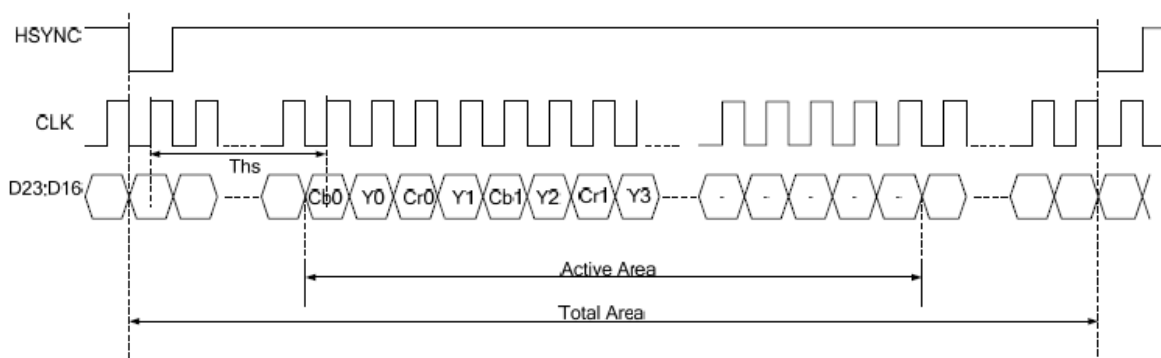 HSYNC
CLK
Ths
D23;D16
Cb0 Y0 Cr0 Y1 Cb1 Y2 Cr1 Y3 - - - - -
Active Area
Total Area